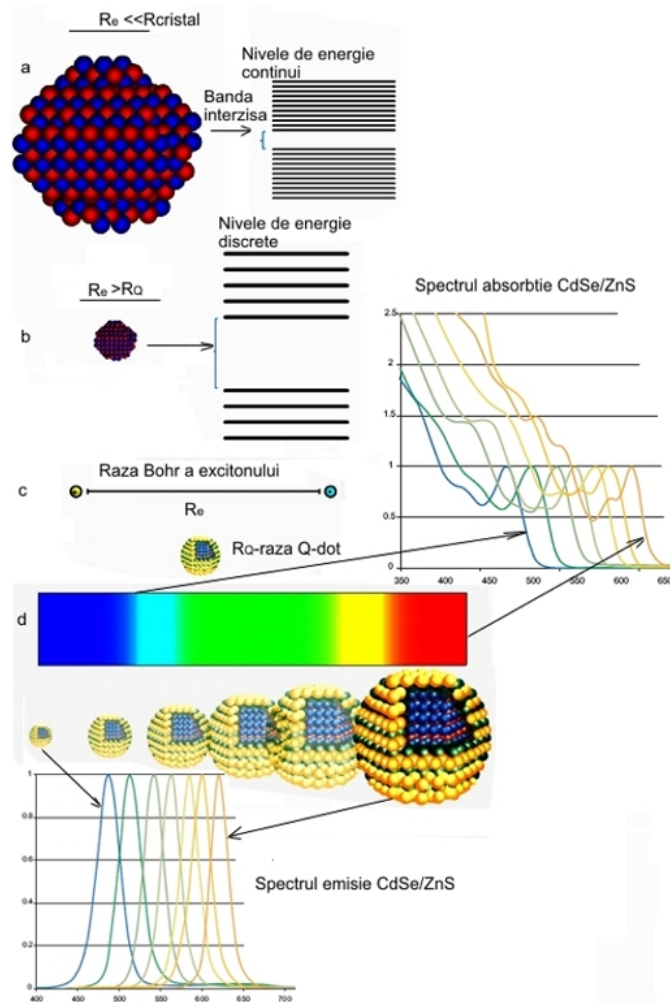 Re <<Rcristal
a
Nivele de energie
continui
Banda
interzisa
Nivele de energie
discrete
Re >RQ
b
Spectrul absorbtie CdSe/ZnS
2.5
2
1.5
1
0.5
0
350 400 450 500 550 600 650
c
Raza Bohr a excitonului
Re
RQ-raza Q-dot
d
1
0.8
0.6
0.4
0.2
0
400 450 500 550 600 650 700
Spectrul emisie CdSe/ZnS